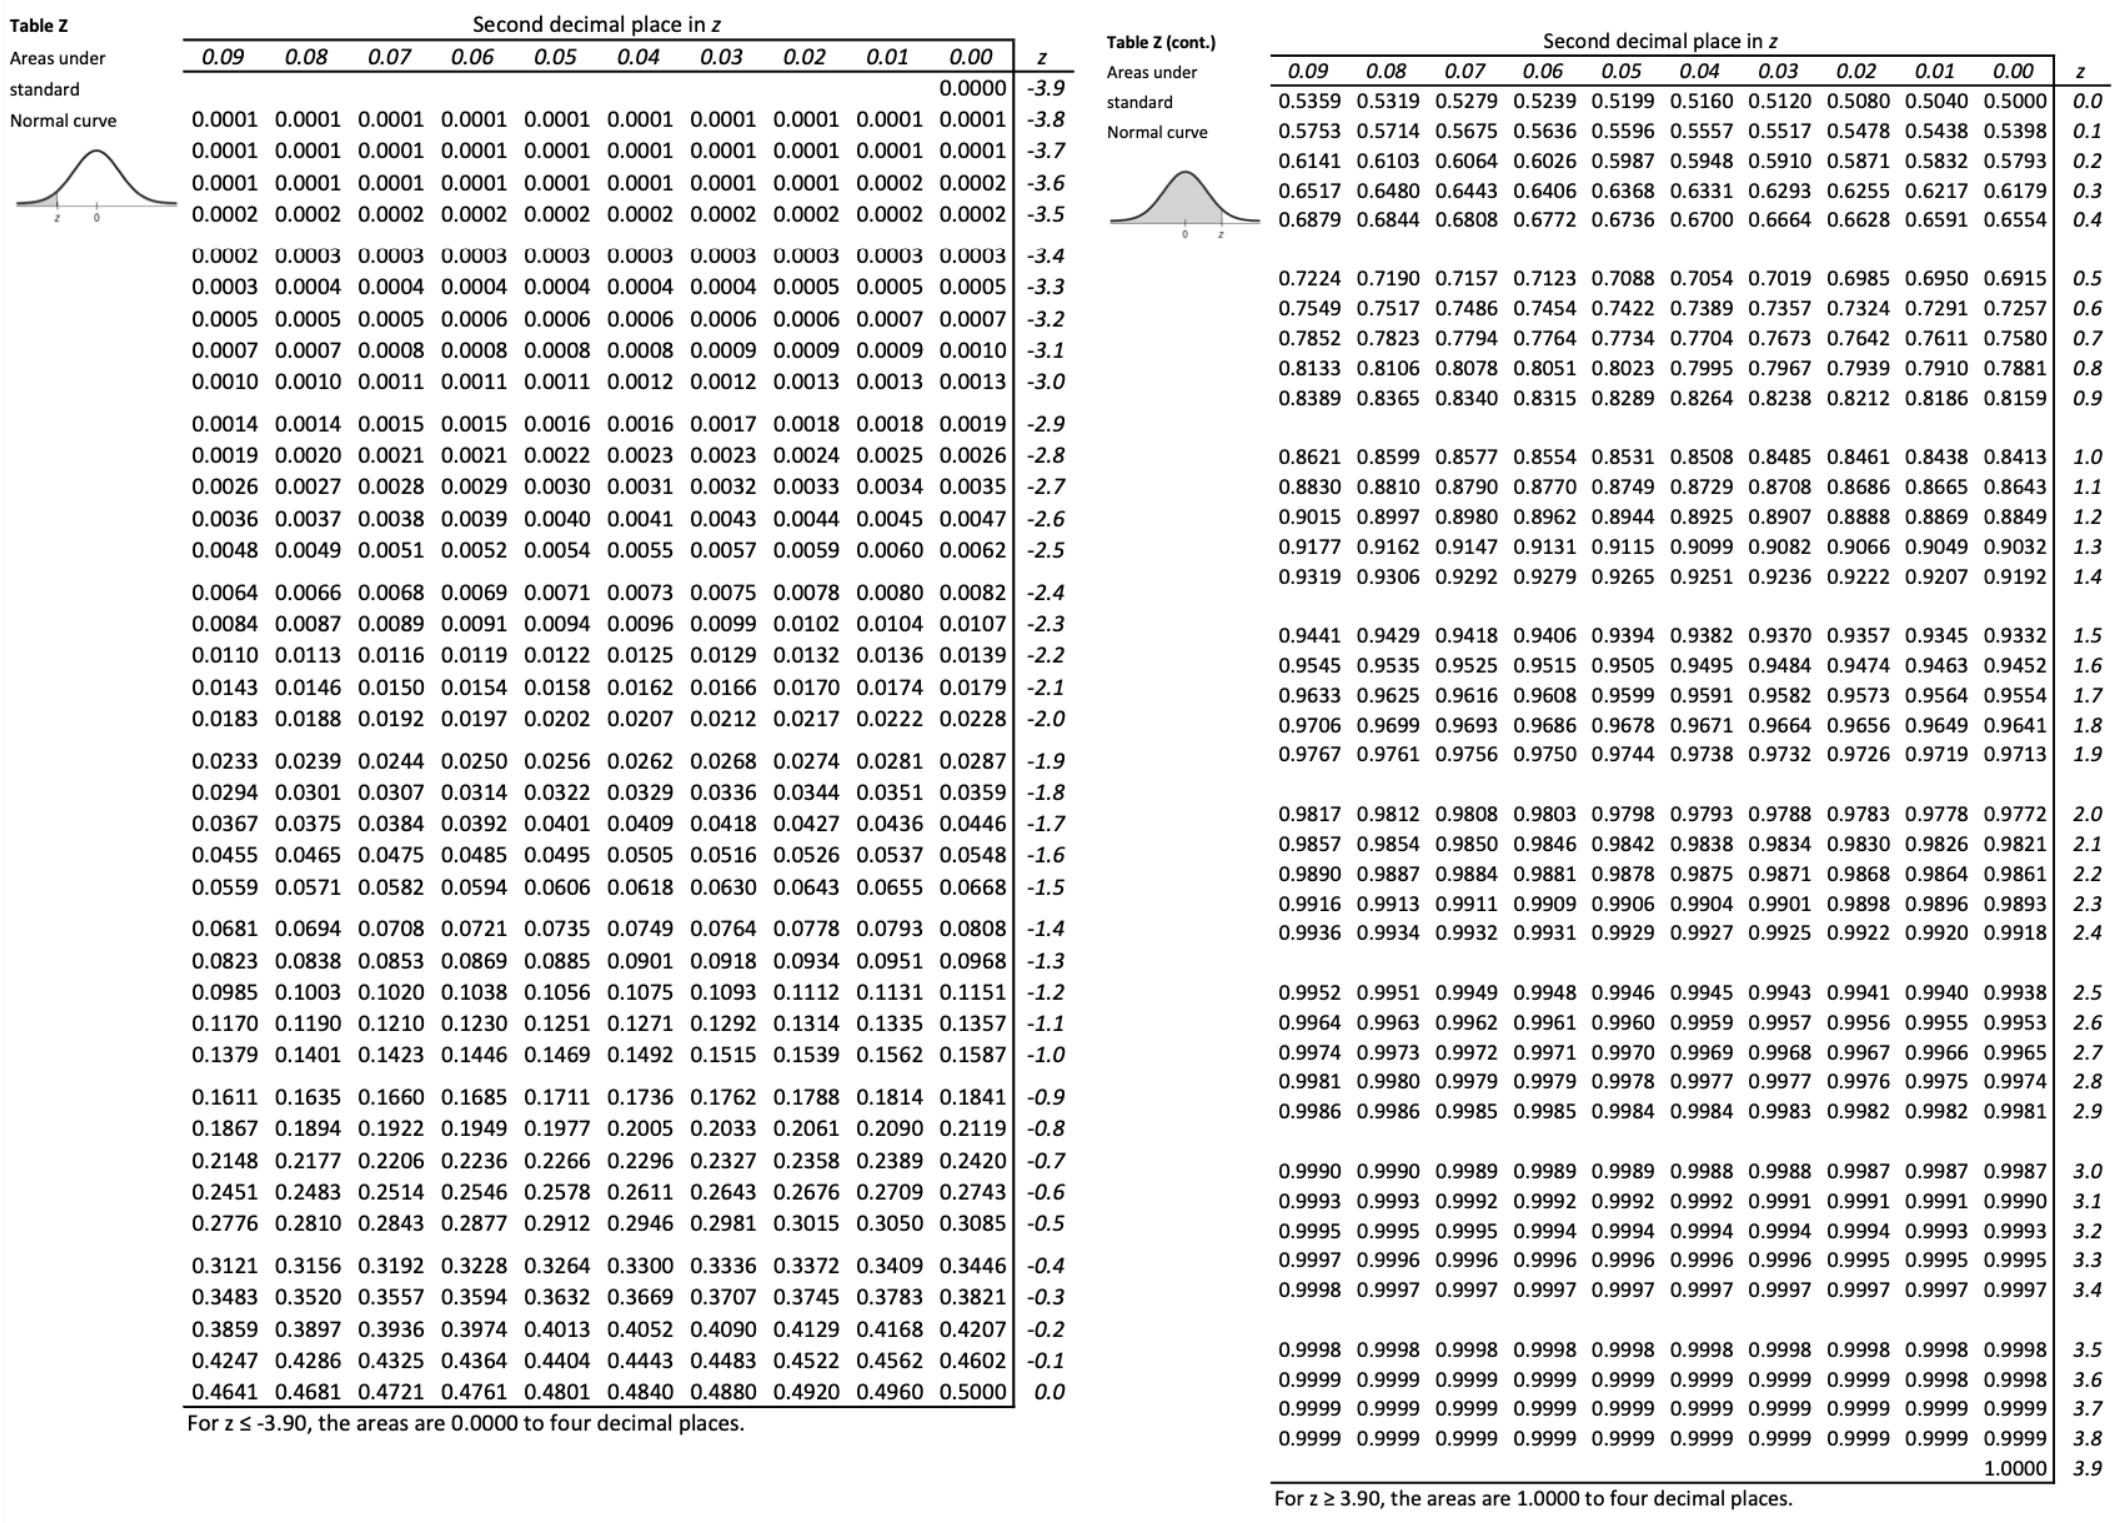 Table Z
Areas under
standard
Normal curve
z 0
Second decimal place in z
0.09 0.08 0.07 0.06 0.05 0.04 0.03 0.02 0.01 0.00 z
0.0000 -3.9
0.0001 0.0001 0.0001 0.0001 0.0001 0.0001 0.0001 0.0001 0.0001 0.0001 -3.8
0.0001 0.0001 0.0001 0.0001 0.0001 0.0001 0.0001 0.0001 0.0001 0.0001 -3.7
0.0001 0.0001 0.0001 0.0001 0.0001 0.0001 0.0001 0.0001 0.0002 0.0002 -3.6
0.0002 0.0002 0.0002 0.0002 0.0002 0.0002 0.0002 0.0002 0.0002 0.0002 -3.5
0.0002 0.0003 0.0003 0.0003 0.0003 0.0003 0.0003 0.0003 0.0003 0.0003 -3.4
0.0003 0.0004 0.0004 0.0004 0.0004 0.0004 0.0004 0.0005 0.0005 0.0005 -3.3
0.0005 0.0005 0.0005 0.0006 0.0006 0.0006 0.0006 0.0006 0.0007 0.0007 -3.2
0.0007 0.0007 0.0008 0.0008 0.0008 0.0008 0.0009 0.0009 0.0009 0.0010 -3.1
0.0010 0.0010 0.0011 0.0011 0.0011 0.0012 0.0012 0.0013 0.0013 0.0013 -3.0
0.0014 0.0014 0.0015 0.0015 0.0016 0.0016 0.0017 0.0018 0.0018 0.0019 -2.9
0.0019 0.0020 0.0021 0.0021 0.0022 0.0023 0.0023 0.0024 0.0025 0.0026 -2.8
0.0026 0.0027 0.0028 0.0029 0.0030 0.0031 0.0032 0.0033 0.0034 0.0035 -2.7
0.0036 0.0037 0.0038 0.0039 0.0040 0.0041 0.0043 0.0044 0.0045 0.0047 -2.6
0.0048 0.0049 0.0051 0.0052 0.0054 0.0055 0.0057 0.0059 0.0060 0.0062 -2.5
0.0064 0.0066 0.0068 0.0069 0.0071 0.0073 0.0075 0.0078 0.0080 0.0082 -2.4
0.0084 0.0087 0.0089 0.0091 0.0094 0.0096 0.0099 0.0102 0.0104 0.0107 -2.3
0.0110 0.0113 0.0116 0.0119 0.0122 0.0125 0.0129 0.0132 0.0136 0.0139 -2.2
0.0143 0.0146 0.0150 0.0154 0.0158 0.0162 0.0166 0.0170 0.0174 0.0179 -2.1
0.0183 0.0188 0.0192 0.0197 0.0202 0.0207 0.0212 0.0217 0.0222 0.0228 -2.0
0.0233 0.0239 0.0244 0.0250 0.0256 0.0262 0.0268 0.0274 0.0281 0.0287 -1.9
0.0294 0.0301 0.0307 0.0314 0.0322 0.0329 0.0336 0.0344 0.0351 0.0359 -1.8
0.0367 0.0375 0.0384 0.0392 0.0401 0.0409 0.0418 0.0427 0.0436 0.0446 -1.7
0.0455 0.0465 0.0475 0.0485 0.0495 0.0505 0.0516 0.0526 0.0537 0.0548 -1.6
0.0559 0.0571 0.0582 0.0594 0.0606 0.0618 0.0630 0.0643 0.0655 0.0668 -1.5
0.0681 0.0694 0.0708 0.0721 0.0735 0.0749 0.0764 0.0778 0.0793 0.0808 -1.4
0.0823 0.0838 0.0853 0.0869 0.0885 0.0901 0.0918 0.0934 0.0951 0.0968 -1.3
0.0985 0.1003 0.1020 0.1038 0.1056 0.1075 0.1093 0.1112 0.1131 0.1151 -1.2
0.1170 0.1190 0.1210 0.1230 0.1251 0.1271 0.1292 0.1314 0.1335 0.1357 -1.1
0.1379 0.1401 0.1423 0.1446 0.1469 0.1492 0.1515 0.1539 0.1562 0.1587 -1.0
0.1611 0.1635 0.1660 0.1685 0.1711 0.1736 0.1762 0.1788 0.1814 0.1841 -0.9
0.1867 0.1894 0.1922 0.1949 0.1977 0.2005 0.2033 0.2061 0.2090 0.2119 -0.8
0.2148 0.2177 0.2206 0.2236 0.2266 0.2296 0.2327 0.2358 0.2389 0.2420 -0.7
0.2451 0.2483 0.2514 0.2546 0.2578 0.2611 0.2643 0.2676 0.2709 0.2743 -0.6
0.2776 0.2810 0.2843 0.2877 0.2912 0.2946 0.2981 0.3015 0.3050 0.3085 -0.5
0.3121 0.3156 0.3192 0.3228 0.3264 0.3300 0.3336 0.3372 0.3409 0.3446 -0.4
0.3483 0.3520 0.3557 0.3594 0.3632 0.3669 0.3707 0.3745 0.3783 0.3821 -0.3
0.3859 0.3897 0.3936 0.3974 0.4013 0.4052 0.4090 0.4129 0.4168 0.4207 -0.2
0.4247 0.4286 0.4325 0.4364 0.4404 0.4443 0.4483 0.4522 0.4562 0.4602 -0.1
0.4641 0.4681 0.4721 0.4761 0.4801 0.4840 0.4880 0.4920 0.4960 0.5000 0.0
For z ≤ -3.90, the areas are 0.0000 to four decimal places.
Table Z (cont.)
Areas under
standard
Normal curve
0 z
Second decimal place in z
0.09 0.08 0.07 0.06 0.05 0.04 0.03 0.02 0.01 0.00 z
0.5359 0.5319 0.5279 0.5239 0.5199 0.5160 0.5120 0.5080 0.5040 0.5000 0.0
0.5753 0.5714 0.5675 0.5636 0.5596 0.5557 0.5517 0.5478 0.5438 0.5398 0.1
0.6141 0.6103 0.6064 0.6026 0.5987 0.5948 0.5910 0.5871 0.5832 0.5793 0.2
0.6517 0.6480 0.6443 0.6406 0.6368 0.6331 0.6293 0.6255 0.6217 0.6179 0.3
0.6879 0.6844 0.6808 0.6772 0.6736 0.6700 0.6664 0.6628 0.6591 0.6554 0.4
0.7224 0.7190 0.7157 0.7123 0.7088 0.7054 0.7019 0.6985 0.6950 0.6915 0.5
0.7549 0.7517 0.7486 0.7454 0.7422 0.7389 0.7357 0.7324 0.7291 0.7257 0.6
0.7852 0.7823 0.7794 0.7764 0.7734 0.7704 0.7673 0.7642 0.7611 0.7580 0.7
0.8133 0.8106 0.8078 0.8051 0.8023 0.7995 0.7967 0.7939 0.7910 0.7881 0.8
0.8389 0.8365 0.8340 0.8315 0.8289 0.8264 0.8238 0.8212 0.8186 0.8159 0.9
0.8621 0.8599 0.8577 0.8554 0.8531 0.8508 0.8485 0.8461 0.8438 0.8413 1.0
0.8830 0.8810 0.8790 0.8770 0.8749 0.8729 0.8708 0.8686 0.8665 0.8643 1.1
0.9015 0.8997 0.8980 0.8962 0.8944 0.8925 0.8907 0.8888 0.8869 0.8849 1.2
0.9177 0.9162 0.9147 0.9131 0.9115 0.9099 0.9082 0.9066 0.9049 0.9032 1.3
0.9319 0.9306 0.9292 0.9279 0.9265 0.9251 0.9236 0.9222 0.9207 0.9192 1.4
0.9441 0.9429 0.9418 0.9406 0.9394 0.9382 0.9370 0.9357 0.9345 0.9332 1.5
0.9545 0.9535 0.9525 0.9515 0.9505 0.9495 0.9484 0.9474 0.9463 0.9452 1.6
0.9633 0.9625 0.9616 0.9608 0.9599 0.9591 0.9582 0.9573 0.9564 0.9554 1.7
0.9706 0.9699 0.9693 0.9686 0.9678 0.9671 0.9664 0.9656 0.9649 0.9641 1.8
0.9767 0.9761 0.9756 0.9750 0.9744 0.9738 0.9732 0.9726 0.9719 0.9713 1.9
0.9817 0.9812 0.9808 0.9803 0.9798 0.9793 0.9788 0.9783 0.9778 0.9772 2.0
0.9857 0.9854 0.9850 0.9846 0.9842 0.9838 0.9834 0.9830 0.9826 0.9821 2.1
0.9890 0.9887 0.9884 0.9881 0.9878 0.9875 0.9871 0.9868 0.9864 0.9861 2.2
0.9916 0.9913 0.9911 0.9909 0.9906 0.9904 0.9901 0.9898 0.9896 0.9893 2.3
0.9936 0.9934 0.9932 0.9931 0.9929 0.9927 0.9925 0.9922 0.9920 0.9918 2.4
0.9952 0.9951 0.9949 0.9948 0.9946 0.9945 0.9943 0.9941 0.9940 0.9938 2.5
0.9964 0.9963 0.9962 0.9961 0.9960 0.9959 0.9957 0.9956 0.9955 0.9953 2.6
0.9974 0.9973 0.9972 0.9971 0.9970 0.9969 0.9968 0.9967 0.9966 0.9965 2.7
0.9981 0.9980 0.9979 0.9979 0.9978 0.9977 0.9977 0.9976 0.9975 0.9974 2.8
0.9986 0.9986 0.9985 0.9985 0.9984 0.9984 0.9983 0.9982 0.9982 0.9981 2.9
0.9990 0.9990 0.9989 0.9989 0.9989 0.9988 0.9988 0.9987 0.9987 0.9987 3.0
0.9993 0.9993 0.9992 0.9992 0.9992 0.9992 0.9991 0.9991 0.9991 0.9990 3.1
0.9995 0.9995 0.9995 0.9994 0.9994 0.9994 0.9994 0.9994 0.9993 0.9993 3.2
0.9997 0.9996 0.9996 0.9996 0.9996 0.9996 0.9996 0.9995 0.9995 0.9995 3.3
0.9998 0.9997 0.9997 0.9997 0.9997 0.9997 0.9997 0.9997 0.9997 0.9997 3.4
0.9998 0.9998 0.9998 0.9998 0.9998 0.9998 0.9998 0.9998 0.9998 0.9998 3.5
0.9999 0.9999 0.9999 0.9999 0.9999 0.9999 0.9999 0.9999 0.9998 0.9998 3.6
0.9999 0.9999 0.9999 0.9999 0.9999 0.9999 0.9999 0.9999 0.9999 0.9999 3.7
0.9999 0.9999 0.9999 0.9999 0.9999 0.9999 0.9999 0.9999 0.9999 0.9999 3.8
1.0000 3.9
For z ≥ 3.90, the areas are 1.0000 to four decimal places.